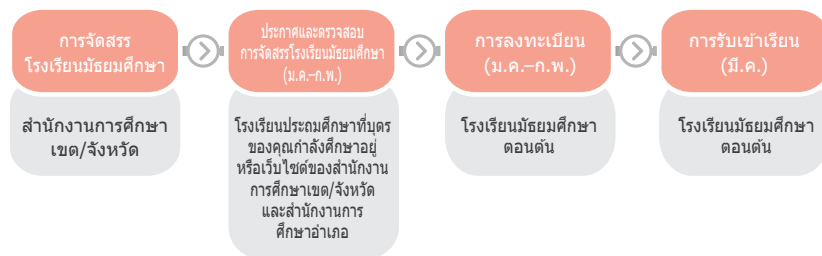 การจัดสรร
โรงเรียนมัธยมศึกษา
สำนักงานการศึกษา
เขต/จังหวัด
ประกาศและตรวจสอบ
การจัดสรรโรงเรียนมัธยมศึกษา
(ม.ค.–ก.พ.)
โรงเรียนประถมศึกษาที่บุตร
ของคุณกำลังศึกษาอยู่
หรือเว็บไซต์ของสำนักงาน
การศึกษาเขต/จังหวัด
และสำนักงานการ
ศึกษาอำเภอ
การลงทะเบียน
(ม.ค.–ก.พ.)
โรงเรียนมัธยมศึกษา
ตอนต้น
การรับเข้าเรียน
(มี.ค.)
โรงเรียนมัธยมศึกษา
ตอนต้น